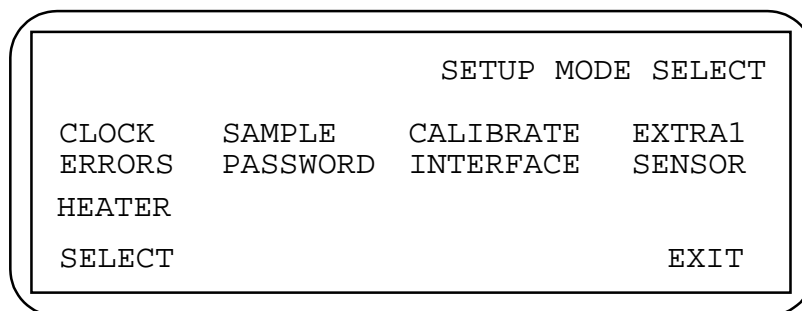 SETUP MODE SELECT
CLOCK SAMPLE CALIBRATE EXTRA1
ERRORS PASSWORD INTERFACE SENSOR
HEATER
SELECT EXIT